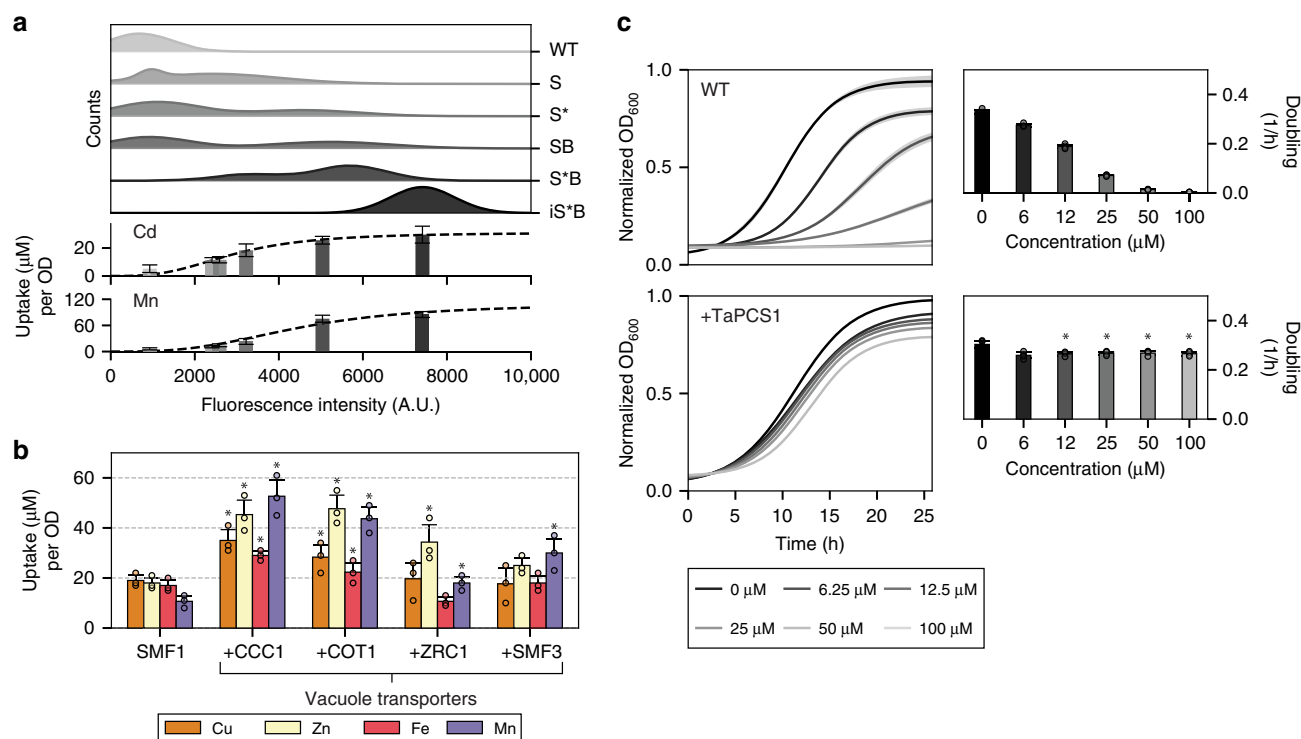 a
WT
S
S*
SB
S*B
iS*B
Counts
Cd
20
0
Mn
120
60
0
Uptake (μM)
per OD
0 2000 4000 6000 8000 10,000
Fluorescence intensity (A.U.)
b
60
40
20
0
Uptake (μM)
per OD
* * * * * * * * * * *
SMF1 +CCC1 +COT1 +ZRC1 +SMF3
Vacuole transporters
Cu Zn Fe Mn
c
WT
1.0
0.5
0.0
Normalized OD600
0.4
0.2
0.0
Doubling
(1/h)
0 6 12 25 50 100
Concentration (μM)
+TaPCS1
1.0
0.5
0.0
Normalized OD600
0 5 10 15 20 25
Time (h)
* * * * *
0.4
0.2
0.0
Doubling
(1/h)
0 6 12 25 50 100
Concentration (μM)
0 μM 6.25 μM 12.5 μM
25 μM 50 μM 100 μM